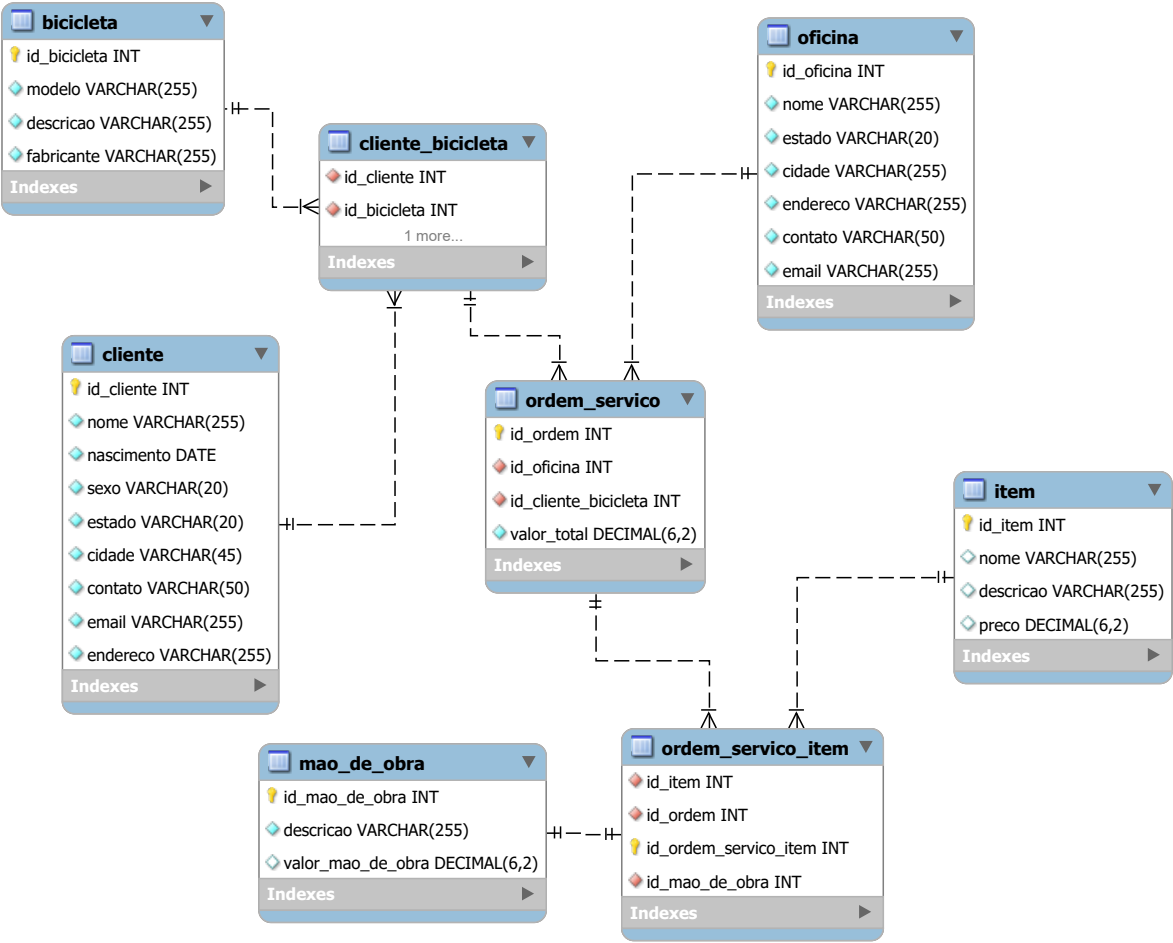 bicicleta
id_bicicleta INT
modelo VARCHAR(255)
descricao VARCHAR(255)
fabricante VARCHAR(255)
Indexes
oficina
id_oficina INT
nome VARCHAR(255)
estado VARCHAR(20)
cidade VARCHAR(255)
endereco VARCHAR(255)
contato VARCHAR(50)
email VARCHAR(255)
Indexes
cliente_bicicleta
id_cliente INT
id_bicicleta INT
1 more...
Indexes
cliente
id_cliente INT
nome VARCHAR(255)
nascimento DATE
sexo VARCHAR(20)
estado VARCHAR(20)
cidade VARCHAR(45)
contato VARCHAR(50)
email VARCHAR(255)
endereco VARCHAR(255)
Indexes
ordem_servico
id_ordem INT
id_oficina INT
id_cliente_bicicleta INT
valor_total DECIMAL(6,2)
Indexes
item
id_item INT
nome VARCHAR(255)
descricao VARCHAR(255)
preco DECIMAL(6,2)
Indexes
mao_de_obra
id_mao_de_obra INT
descricao VARCHAR(255)
valor_mao_de_obra DECIMAL(6,2)
Indexes
ordem_servico_item
id_item INT
id_ordem INT
id_ordem_servico_item INT
id_mao_de_obra INT
Indexes